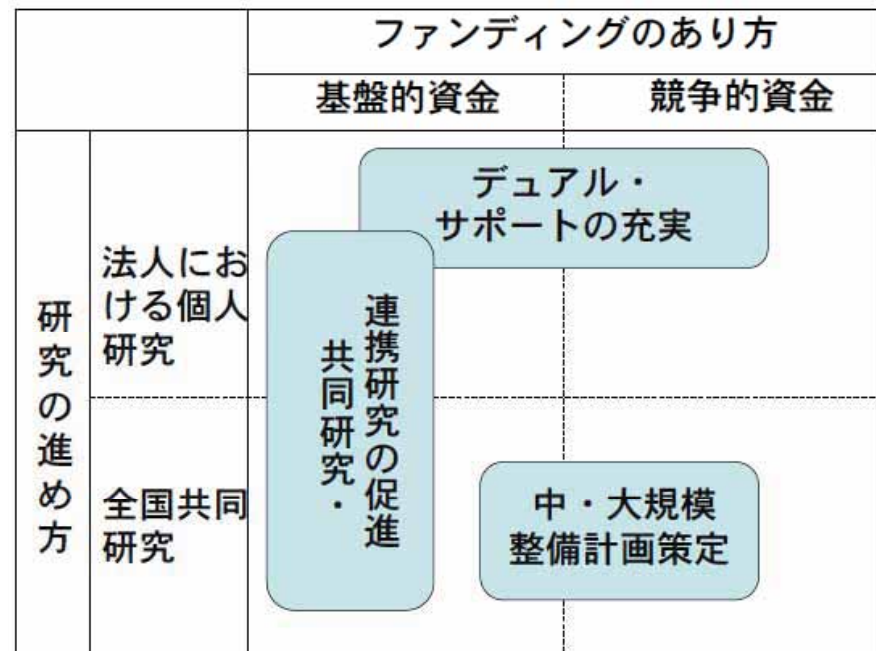 ファンディングのあり方
基盤的資金
競争的資金
研究の進め方
法人にお
ける個人
研究
全国共同
研究
デュアル・
サポートの充実
連携研究の促進
共同研究・
中・大規模
整備計画策定